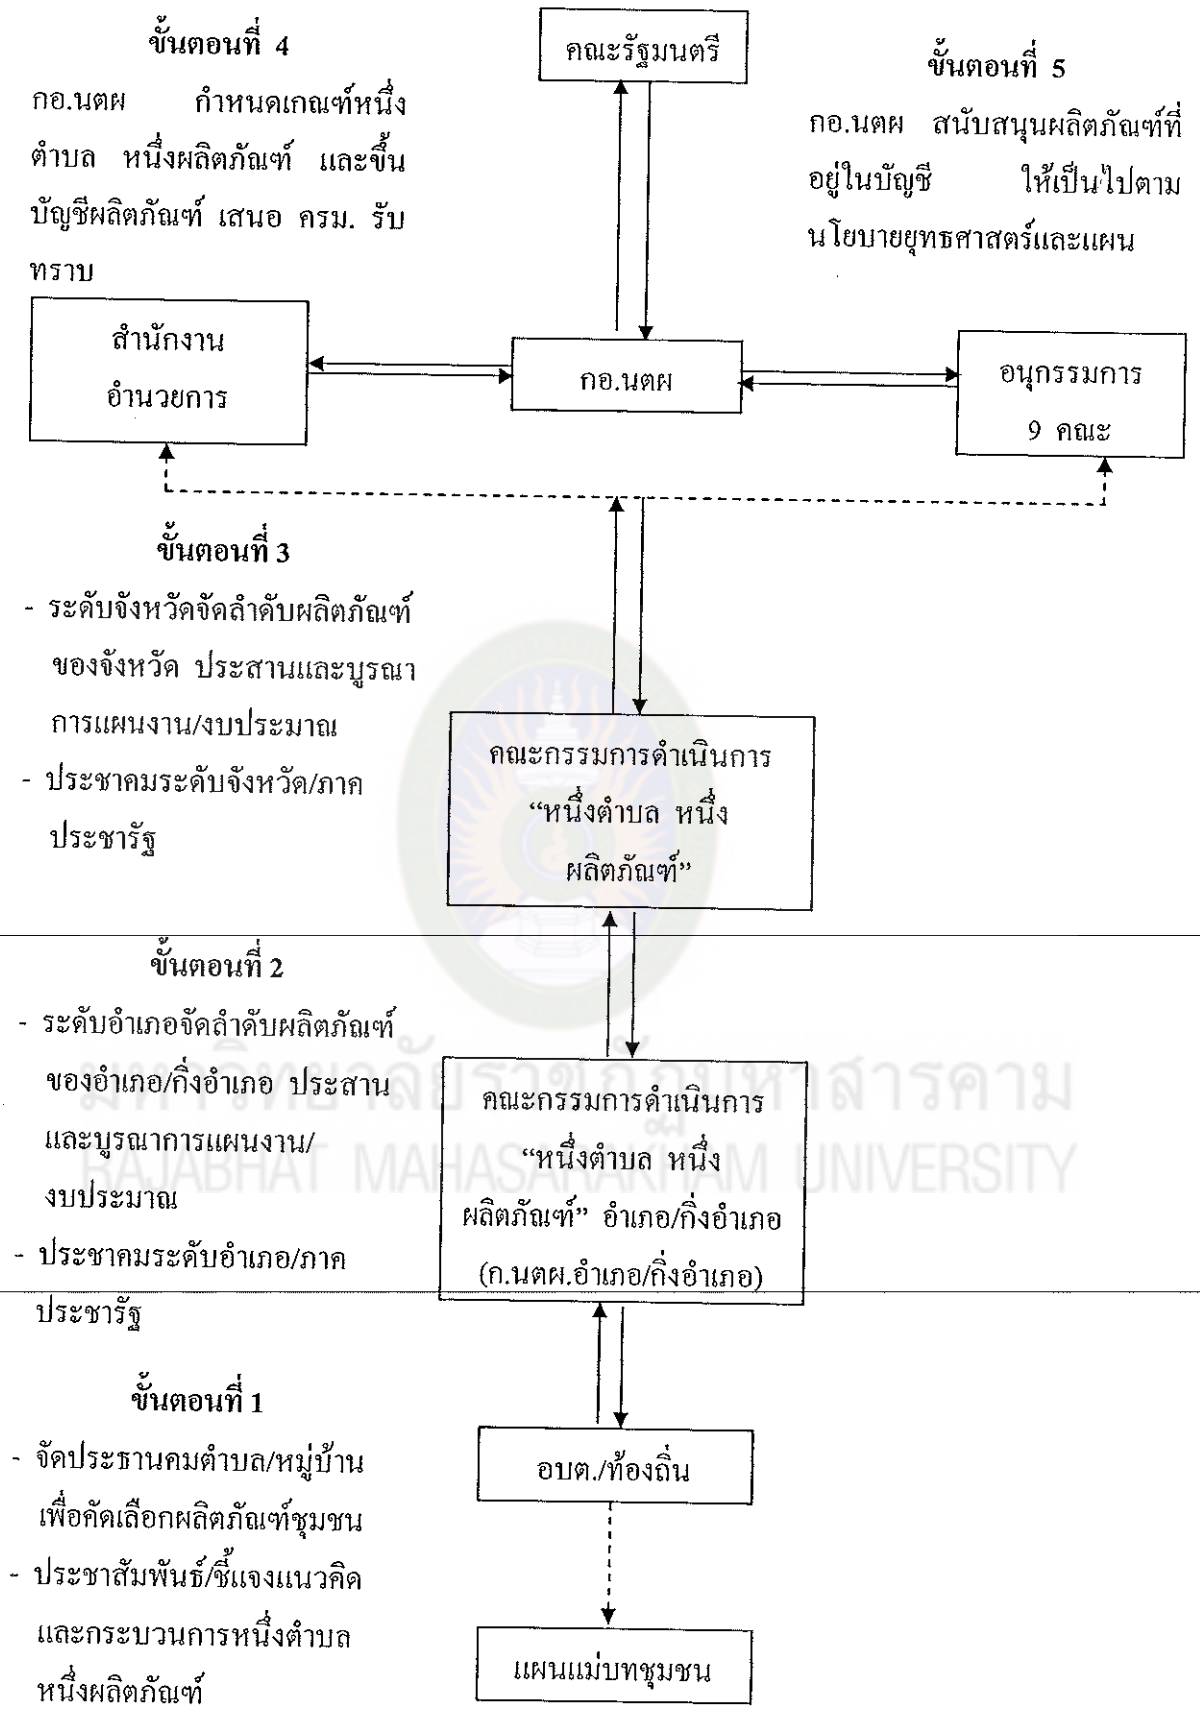 ขั้นตอนที่ 4
กอ.นตผ กำหนดเกณฑ์หนึ่ง
ตำบล หนึ่งผลิตภัณฑ์ และขึ้น
บัญชีผลิตภัณฑ์ เสนอ ครม. รับ
ทราบ
คณะรัฐมนตรี
ขั้นตอนที่ 5
กอ.นตผ สนับสนุนผลิตภัณฑ์ที่
อยู่ในบัญชี ให้เป็นไปตาม
นโยบายยุทธศาสตร์และแผน
สำนักงาน
อำนวยการ
กอ.นตผ
อนุกรรมการ
9 คณะ
ขั้นตอนที่ 3
- ระดับจังหวัดจัดลำดับผลิตภัณฑ์
ของจังหวัด ประสานและบูรณา
การแผนงาน/งบประมาณ
- ประชาคมระดับจังหวัด/ภาค
ประชารัฐ
คณะกรรมการดำเนินการ
“หนึ่งตำบล หนึ่ง
ผลิตภัณฑ์”
ขั้นตอนที่ 2
- ระดับอำเภอจัดลำดับผลิตภัณฑ์
ของอำเภอ/กิ่งอำเภอ ประสาน
และบูรณาการแผนงาน/
งบประมาณ
- ประชาคมระดับอำเภอ/ภาค
ประชารัฐ
คณะกรรมการดำเนินการ
“หนึ่งตำบล หนึ่ง
ผลิตภัณฑ์” อำเภอ/กิ่งอำเภอ
(ก.นตผ.อำเภอ/กิ่งอำเภอ)
มหาวิทยาลัยราชภัฏมหาสารคาม
RAJABHAT MAHASARAKHAM UNIVERSITY
ขั้นตอนที่ 1
- จัดประธานคมตำบล/หมู่บ้าน
เพื่อคัดเลือกผลิตภัณฑ์ชุมชน
- ประชาสัมพันธ์/ชี้แจงแนวคิด
และกระบวนการหนึ่งตำบล
หนึ่งผลิตภัณฑ์
อบต./ท้องถิ่น
แผนแม่บทชุมชน